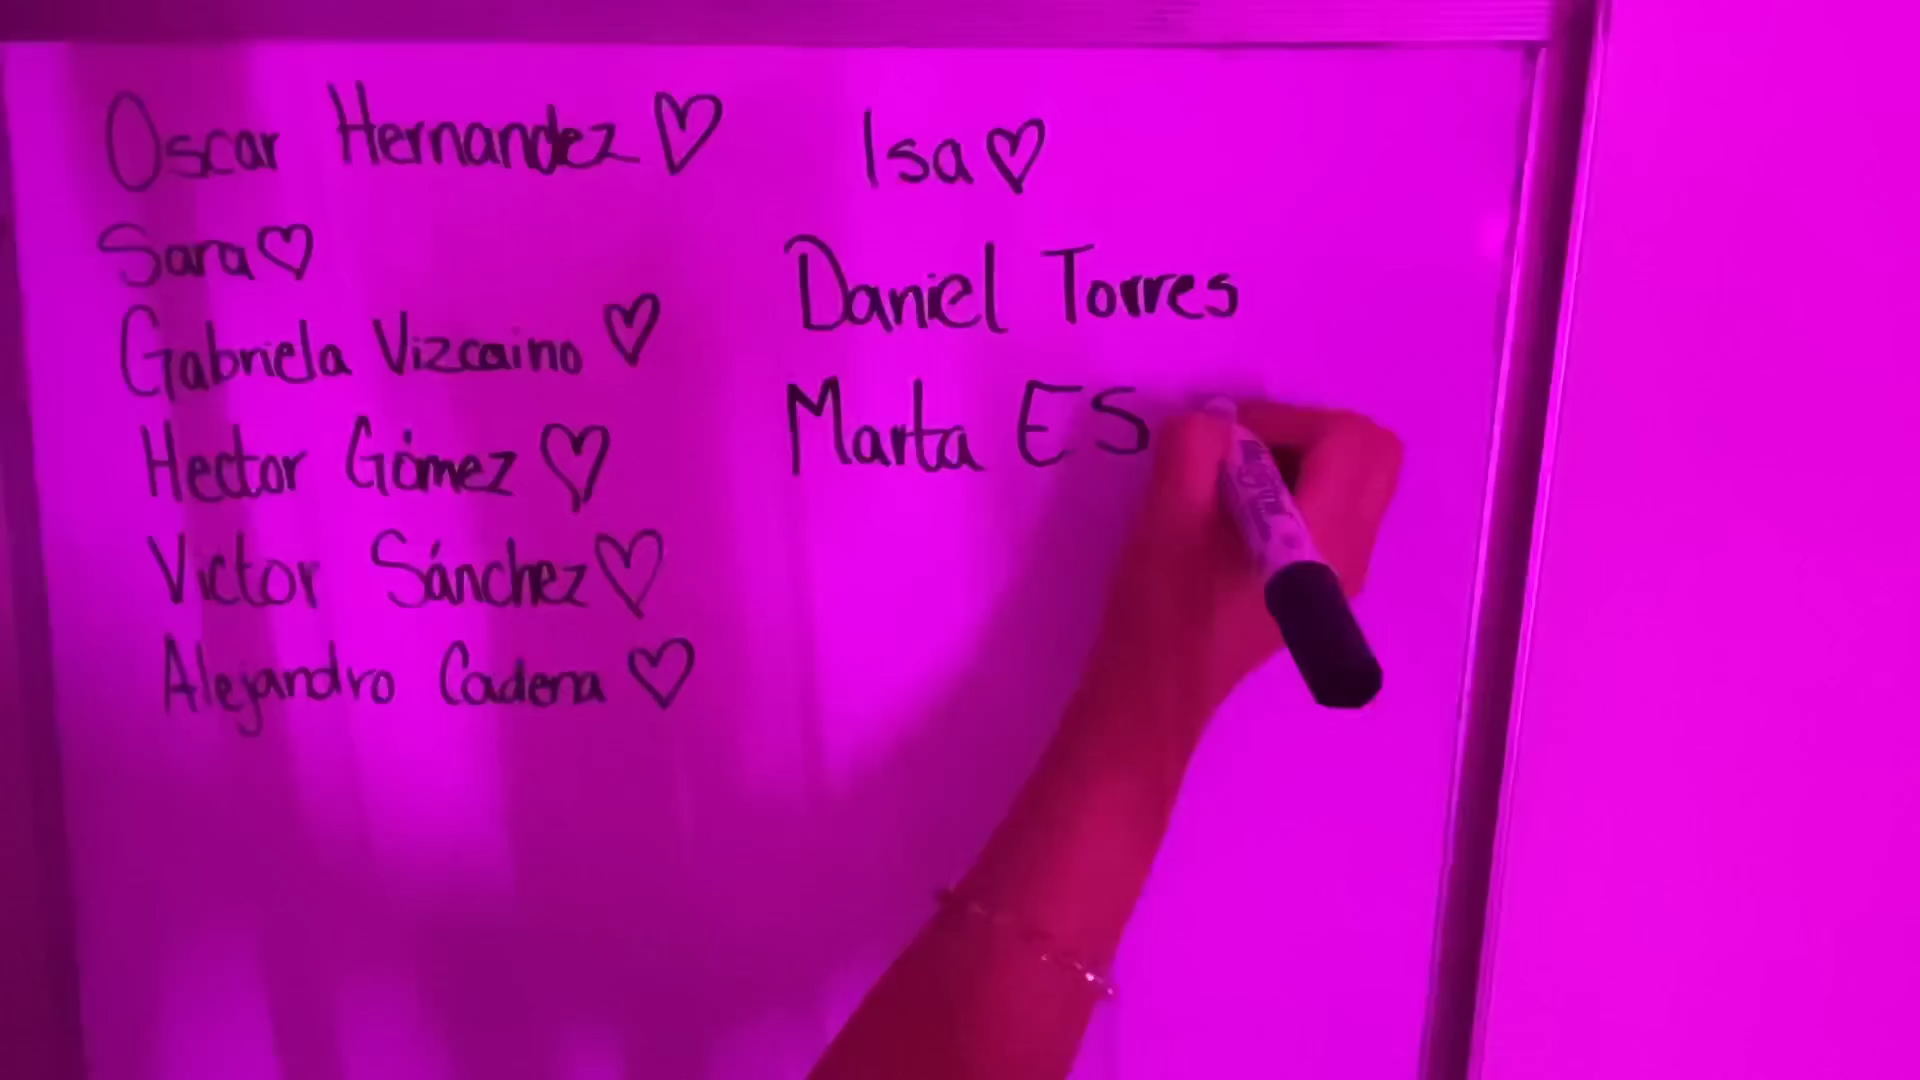 Oscar Hernandez ♡
Sara ♡
Gabriela Vizcaino ♡
Hector Gómez ♡
Victor Sánchez ♡
Alejandro Cadena ♡
Isa ♡
Daniel Torres
Marta ES